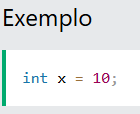 Exemplo
int x = 10;